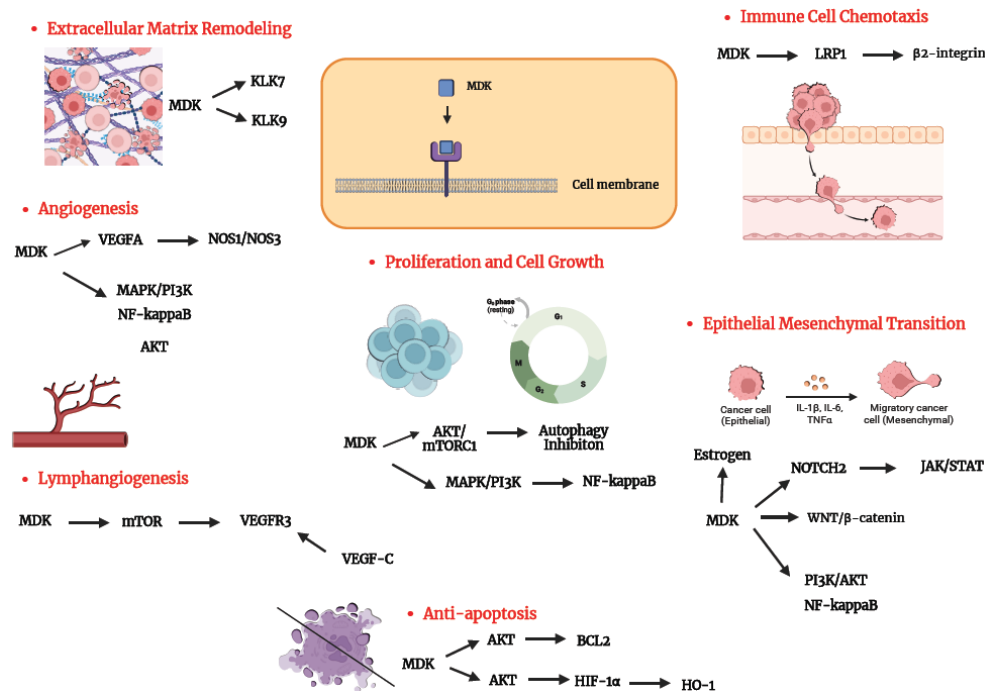 • Extracellular Matrix Remodeling
MDK
KLK7
KLK9
MDK
Cell membrane
• Immune Cell Chemotaxis
MDK LRP1 β2-integrin
• Angiogenesis
MDK
VEGFA NOS1/NOS3
MAPK/PI3K
NF-kappaB
AKT
• Proliferation and Cell Growth
G₀ phase
(resting)
G₁
S
G₂
M
MDK
AKT/
mTORC1
Autophagy
Inhibiton
MAPK/PI3K NF-kappaB
• Epithelial Mesenchymal Transition
Cancer cell
(Epithelial)
IL-1β, IL-6,
TNFα
Migratory cancer
cell (Mesenchymal)
Estrogen
NOTCH2 JAK/STAT
MDK
WNT/β-catenin
PI3K/AKT
NF-kappaB
• Lymphangiogenesis
MDK mTOR VEGFR3
VEGF-C
• Anti-apoptosis
MDK
AKT BCL2
AKT HIF-1α HO-1